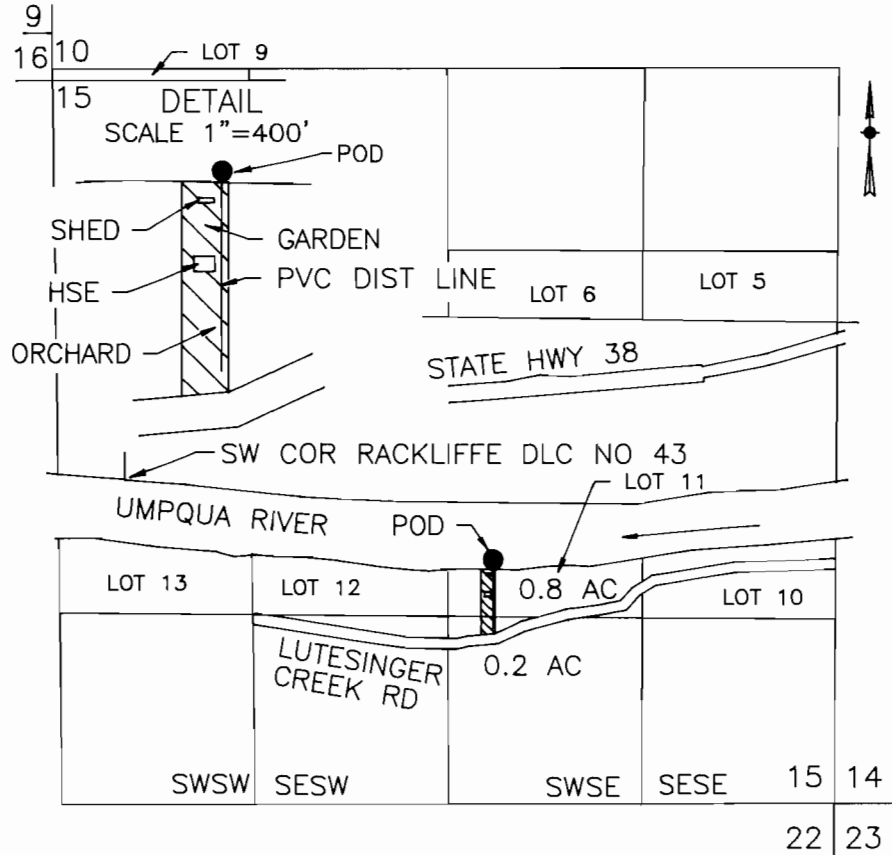 9
16 10
LOT 9
15
DETAIL
SCALE 1"=400'
POD
SHED
GARDEN
HSE
PVC DIST LINE
LOT 6
LOT 5
ORCHARD
STATE HWY 38
SW COR RACKLIFFE DLC NO 43
LOT 11
UMPQUA RIVER
POD
LOT 13
LOT 12
0.8 AC
LOT 10
LUTESINGER
CREEK RD
0.2 AC
SWSW
SESW
SWSE
SESE
15 14
22 23